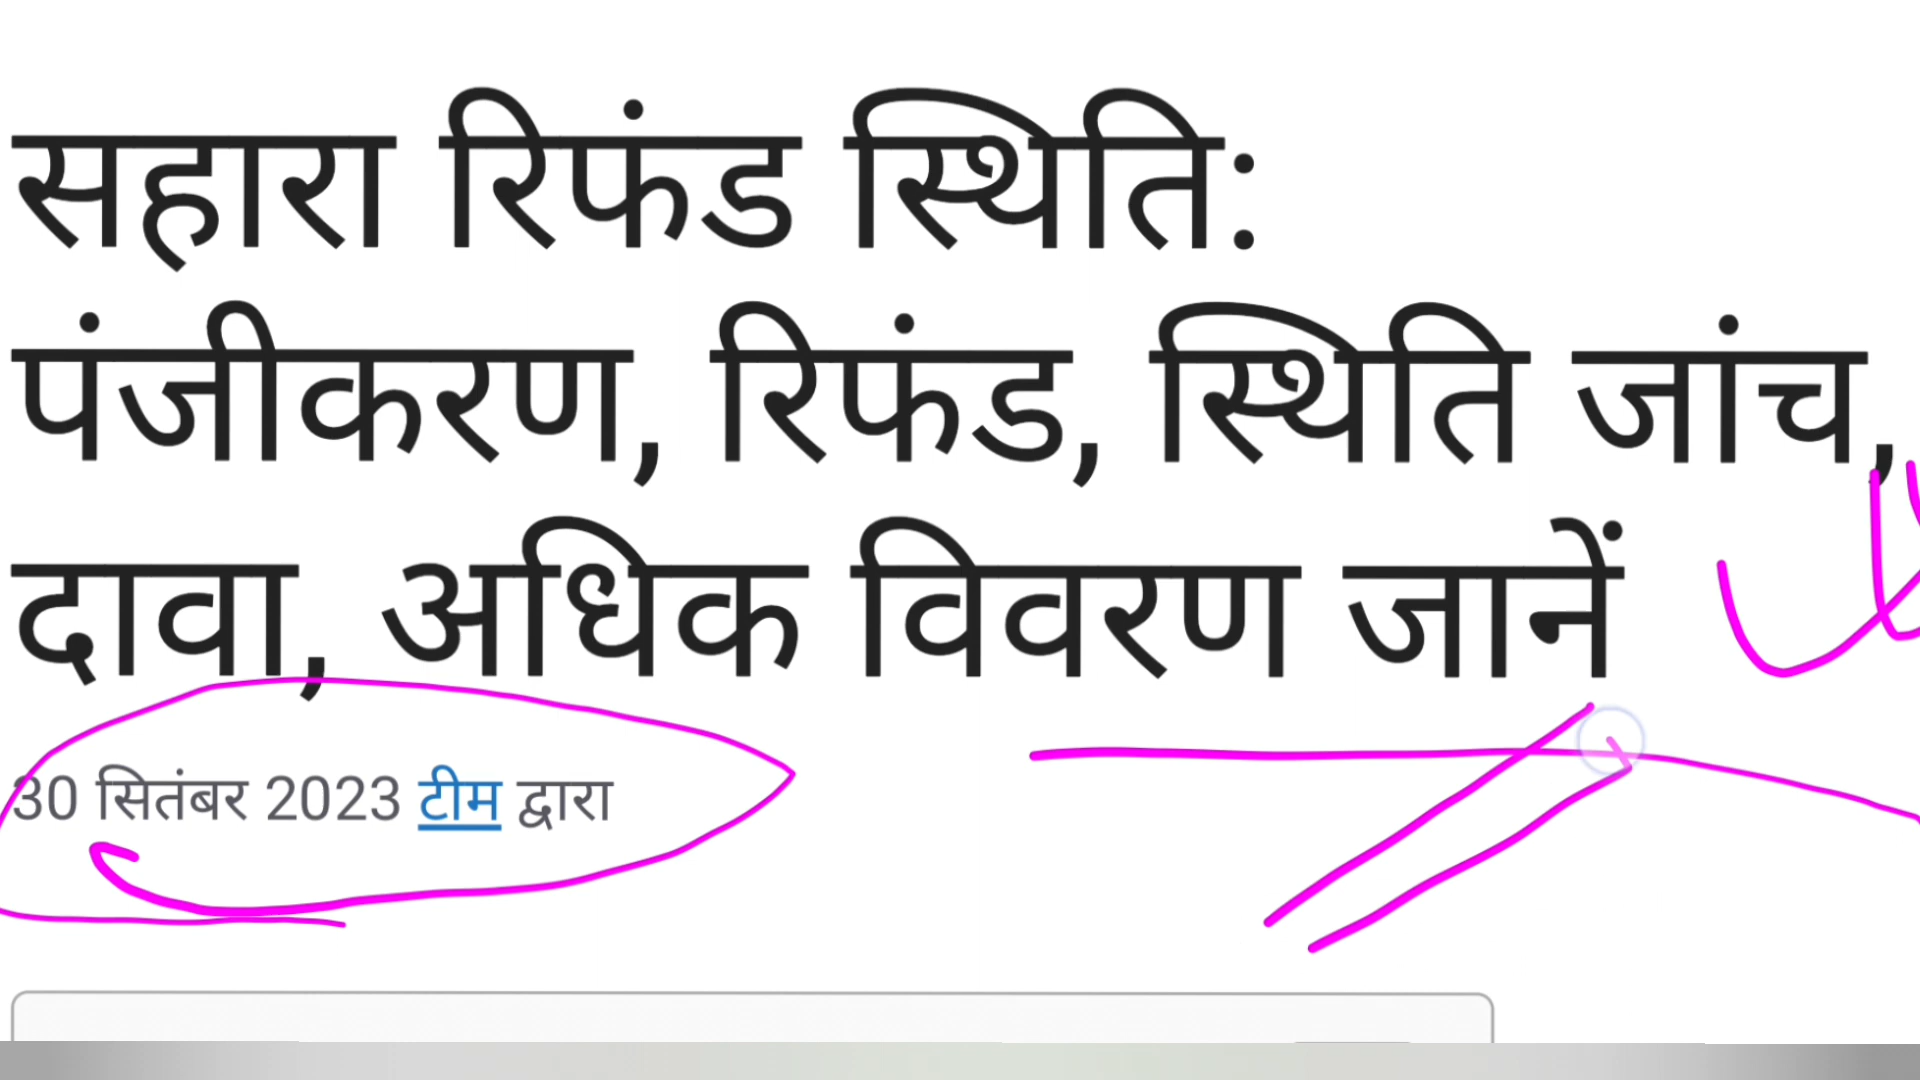 सहारा रिफंड स्थिति:
पंजीकरण, रिफंड, स्थिति जांच,
दावा, अधिक विवरण जानें
30 सितंबर 2023 टीम द्वारा